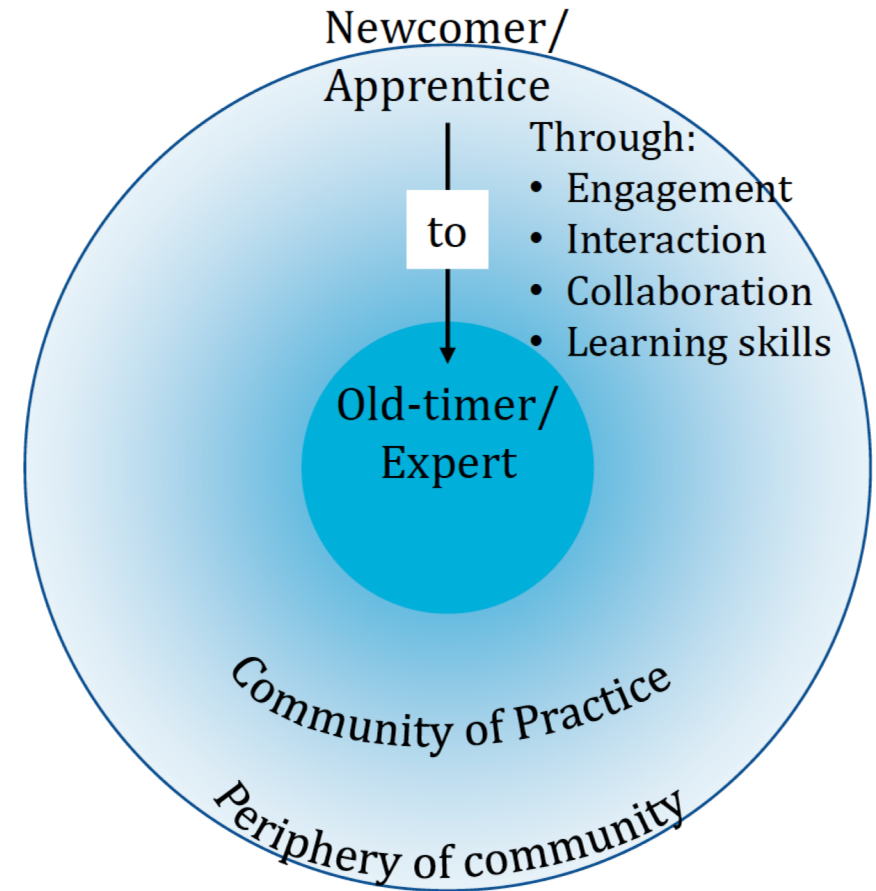 Newcomer/
Apprentice
Through:
• Engagement
• Interaction
• Collaboration
• Learning skills
to
Old-timer/
Expert
Community of Practice
Periphery of community